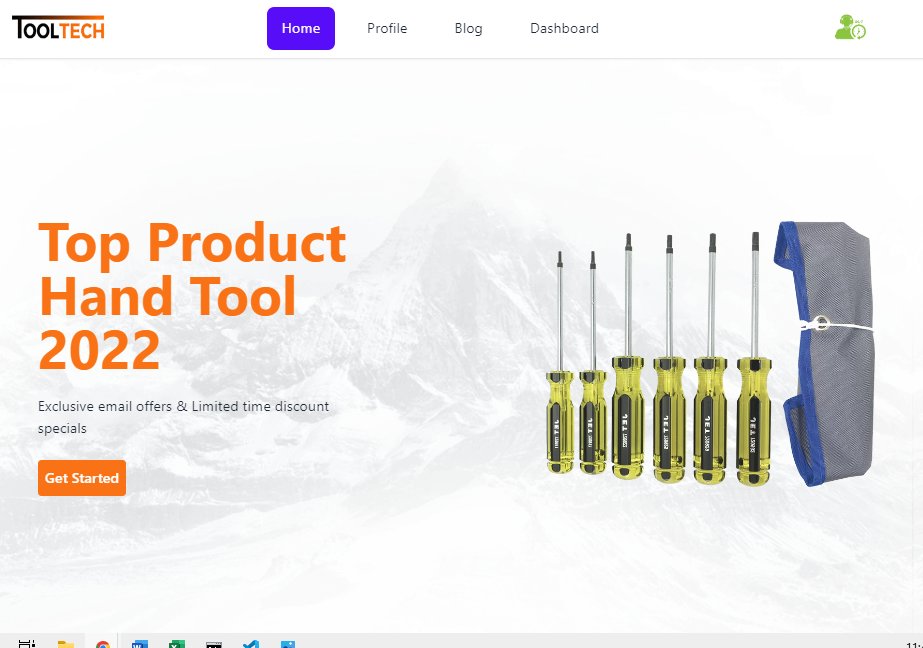 TOOLTECH
Home
Profile
Blog
Dashboard
Top Product
Hand Tool
2022
Exclusive email offers & Limited time discount
specials
Get Started